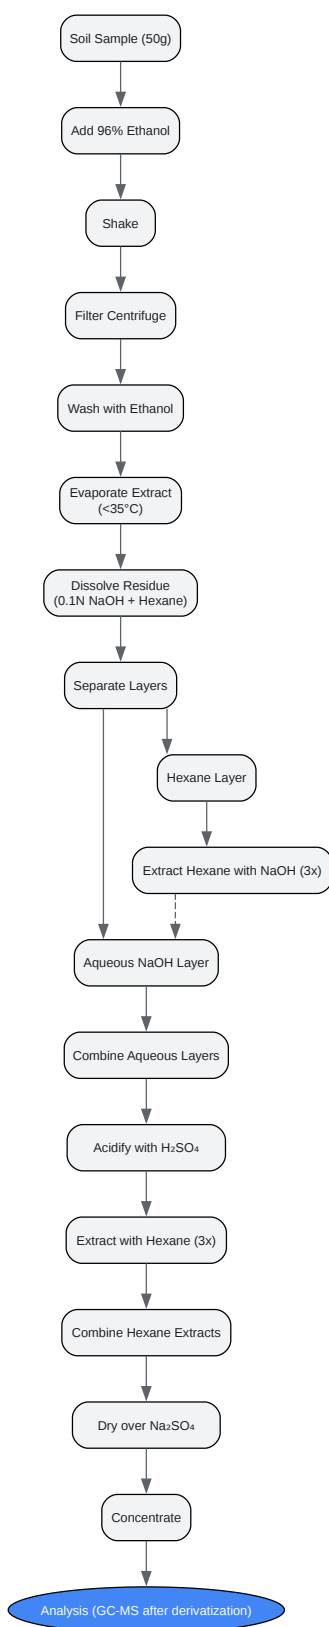 Soil Sample (50g)
Add 96% Ethanol
Shake
Filter Centrifuge
Wash with Ethanol
Evaporate Extract
(<35°C)
Dissolve Residue
(0.1N NaOH + Hexane)
Separate Layers
Hexane Layer
Extract Hexane with NaOH (3x)
Aqueous NaOH Layer
Combine Aqueous Layers
Acidify with H₂SO₄
Extract with Hexane (3x)
Combine Hexane Extracts
Dry over Na₂SO₄
Concentrate
Analysis (GC-MS after derivatization)